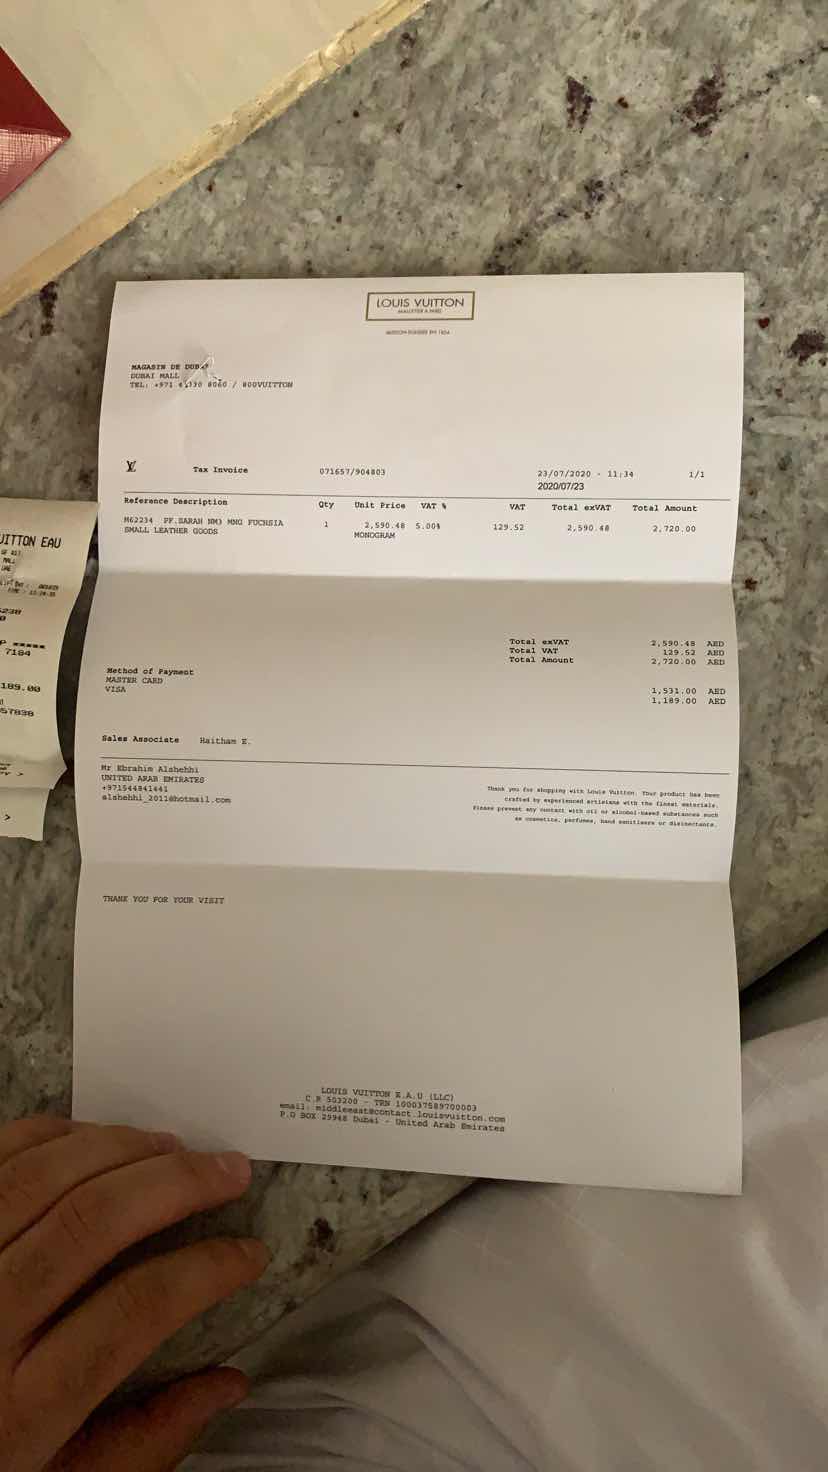 LOUIS VUITTON
MALLETIER À PARIS
MAISON FONDÉE EN 1854
MAGASIN DE DUBAI
DUBAI MALL
TEL: +971 4 330 8060 / 800VUITTON
LV Tax Invoice 071657/904803 23/07/2020 - 11:34 1/1
2020/07/23
Reference Description Qty Unit Price VAT % VAT Total exVAT Total Amount
M62234 PF.SARAH NM3 MNG FUCHSIA 1 2,590.48 5.00% 129.52 2,590.48 2,720.00
SMALL LEATHER GOODS MONOGRAM
Total exVAT 2,590.48 AED
Total VAT 129.52 AED
Total Amount 2,720.00 AED
Method of Payment
MASTER CARD 1,531.00 AED
VISA 1,189.00 AED
Sales Associate Haitham E.
Mr Ebrahim Alshehhi
UNITED ARAB EMIRATES
+971544841441
alshehhi_2011@hotmail.com
Thank you for shopping with Louis Vuitton. Your product has been
crafted by experienced artisians with the finest materials.
Please prevent any contact with oil or alcohol-based substances such
as cosmetics, perfumes, hand sanitisers or disinectants.
THANK YOU FOR YOUR VISIT
LOUIS VUITTON E.A.U (LLC)
C.R 503200 - TRN 100037589700003
email: middleeast@contact.louisvuitton.com
P.O BOX 29948 Dubai - United Arab Emirates
UITTON EAU
MALL
UAE
5238
0
P *****
7184
189.00
57838
>